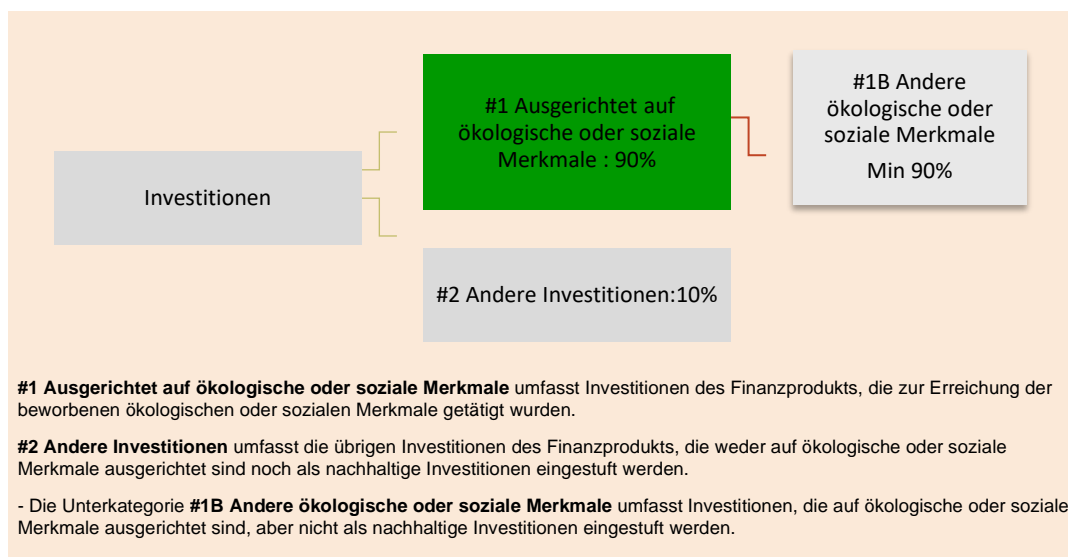 #1 Ausgerichtet auf
ökologische oder soziale
Merkmale : 90%
#1B Andere
ökologische oder
soziale Merkmale
Min 90%
Investitionen
#2 Andere Investitionen:10%
#1 Ausgerichtet auf ökologische oder soziale Merkmale umfasst Investitionen des Finanzprodukts, die zur Erreichung der
beworbenen ökologischen oder sozialen Merkmale getätigt wurden.
#2 Andere Investitionen umfasst die übrigen Investitionen des Finanzprodukts, die weder auf ökologische oder soziale
Merkmale ausgerichtet sind noch als nachhaltige Investitionen eingestuft werden.
- Die Unterkategorie #1B Andere ökologische oder soziale Merkmale umfasst Investitionen, die auf ökologische oder soziale
Merkmale ausgerichtet sind, aber nicht als nachhaltige Investitionen eingestuft werden.